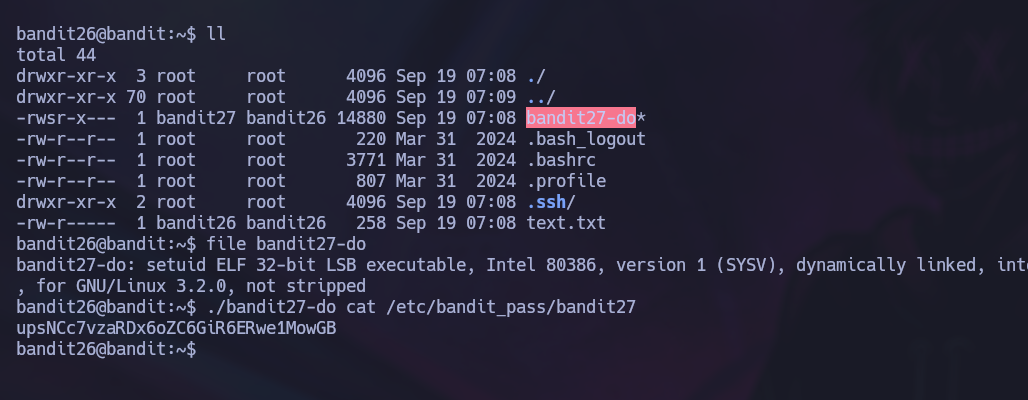 bandit26@bandit:~$ ll
total 44
drwxr-xr-x  3 root     root      4096 Sep 19 07:08 ./
drwxr-xr-x 70 root     root      4096 Sep 19 07:09 ../
-rwsr-x---  1 bandit27 bandit26 14880 Sep 19 07:08 bandit27-do*
-rw-r--r--  1 root     root       220 Mar 31  2024 .bash_logout
-rw-r--r--  1 root     root      3771 Mar 31  2024 .bashrc
-rw-r--r--  1 root     root       807 Mar 31  2024 .profile
drwxr-xr-x  2 root     root      4096 Sep 19 07:08 .ssh/
-rw-r-----  1 bandit26 bandit26   258 Sep 19 07:08 text.txt
bandit26@bandit:~$ file bandit27-do
bandit27-do: setuid ELF 32-bit LSB executable, Intel 80386, version 1 (SYSV), dynamically linked, inte
, for GNU/Linux 3.2.0, not stripped
bandit26@bandit:~$ ./bandit27-do cat /etc/bandit_pass/bandit27
upsNCc7vzaRDx6oZC6GiR6ERwe1MowGB
bandit26@bandit:~$